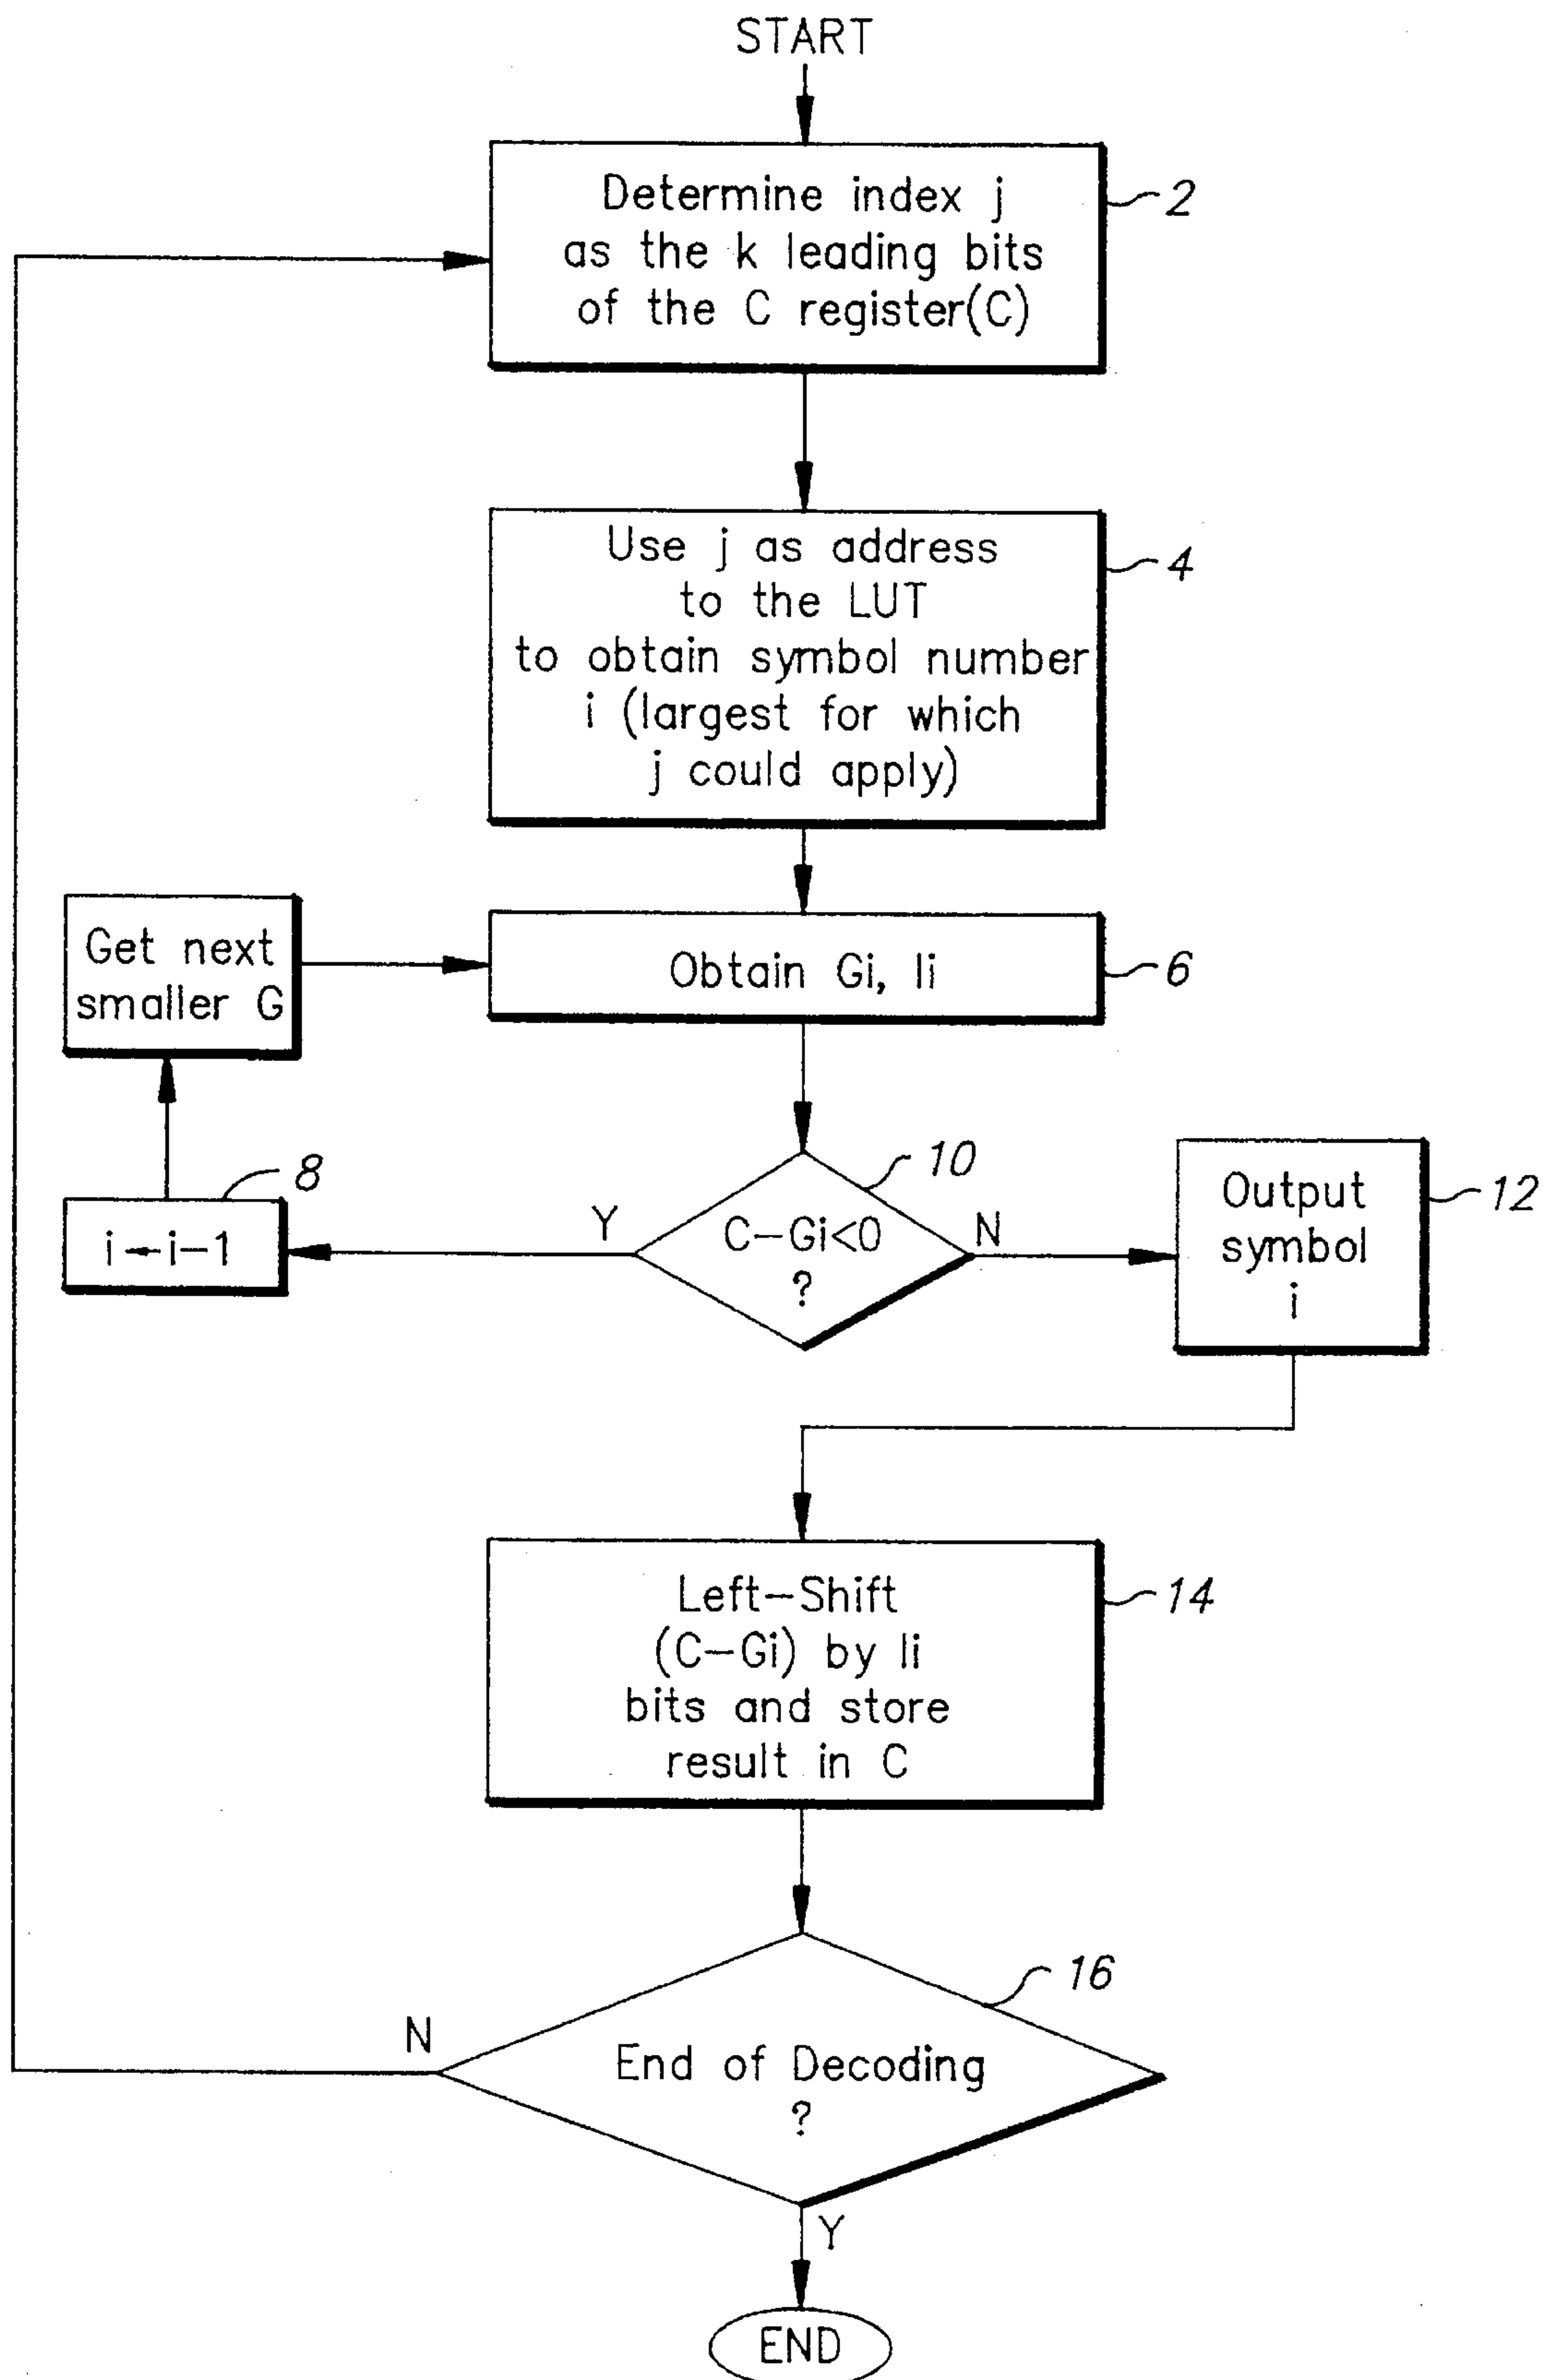 START
Determine index j
as the k leading bits
of the C register(C)
2
Use j as address
to the LUT
to obtain symbol number
i (largest for which
j could apply)
4
Get next
smaller G
Obtain Gi, li
6
8
i←i−1
Y
C−Gi<0
?
10
N
Output
symbol
i
12
Left−Shift
(C−Gi) by li
bits and store
result in C
14
N
End of Decoding
?
16
Y
END